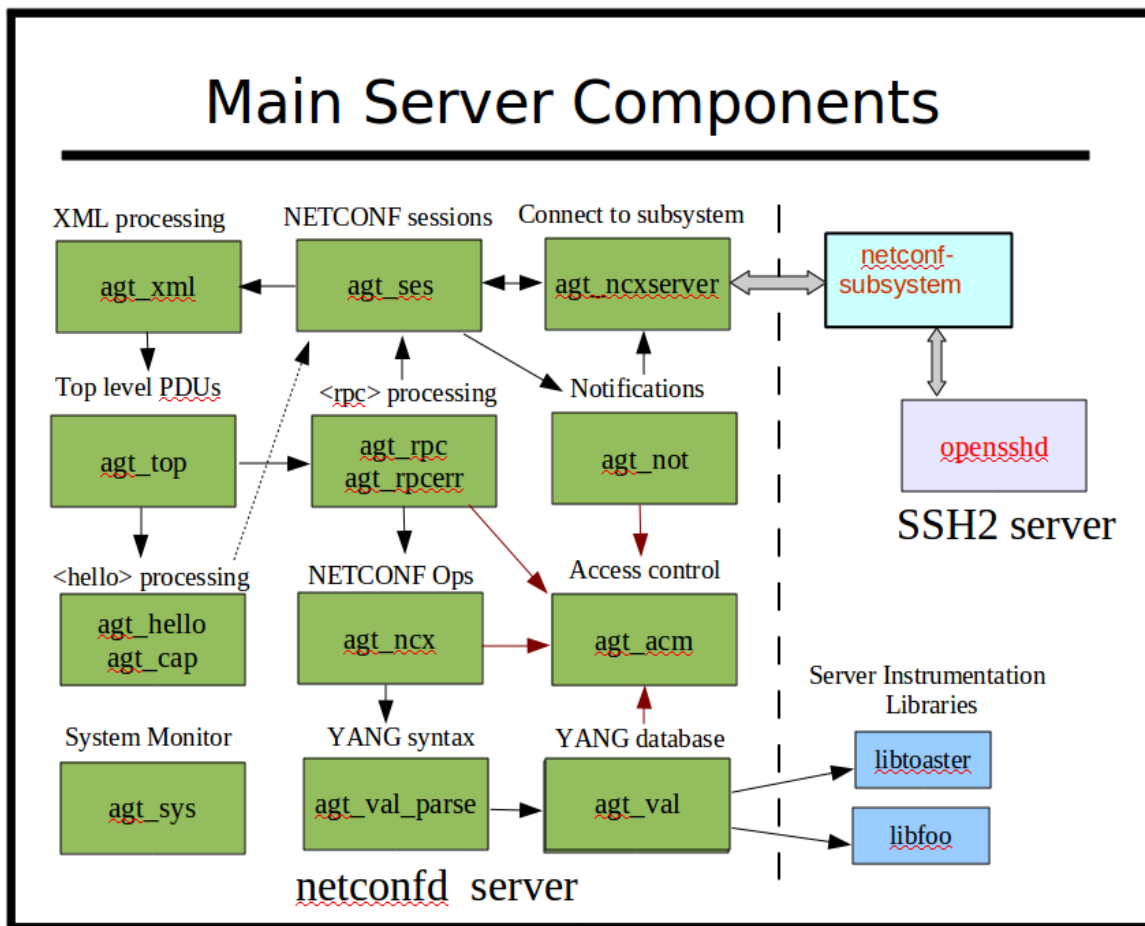 Main Server Components
XML processing
NETCONF sessions
Connect to subsystem
agt_xml
agt_ses
agt_ncxserver
netconf-
subsystem
Top level PDUs
<rpc> processing
Notifications
agt_top
agt_rpc
agt_rpcerr
agt_not
opensshd
SSH2 server
<hello> processing
NETCONF Ops
Access control
agt_hello
agt_cap
agt_ncx
agt_acm
Server Instrumentation
Libraries
System Monitor
YANG syntax
YANG database
libtoaster
agt_sys
agt_val_parse
agt_val
libfoo
netconfd server